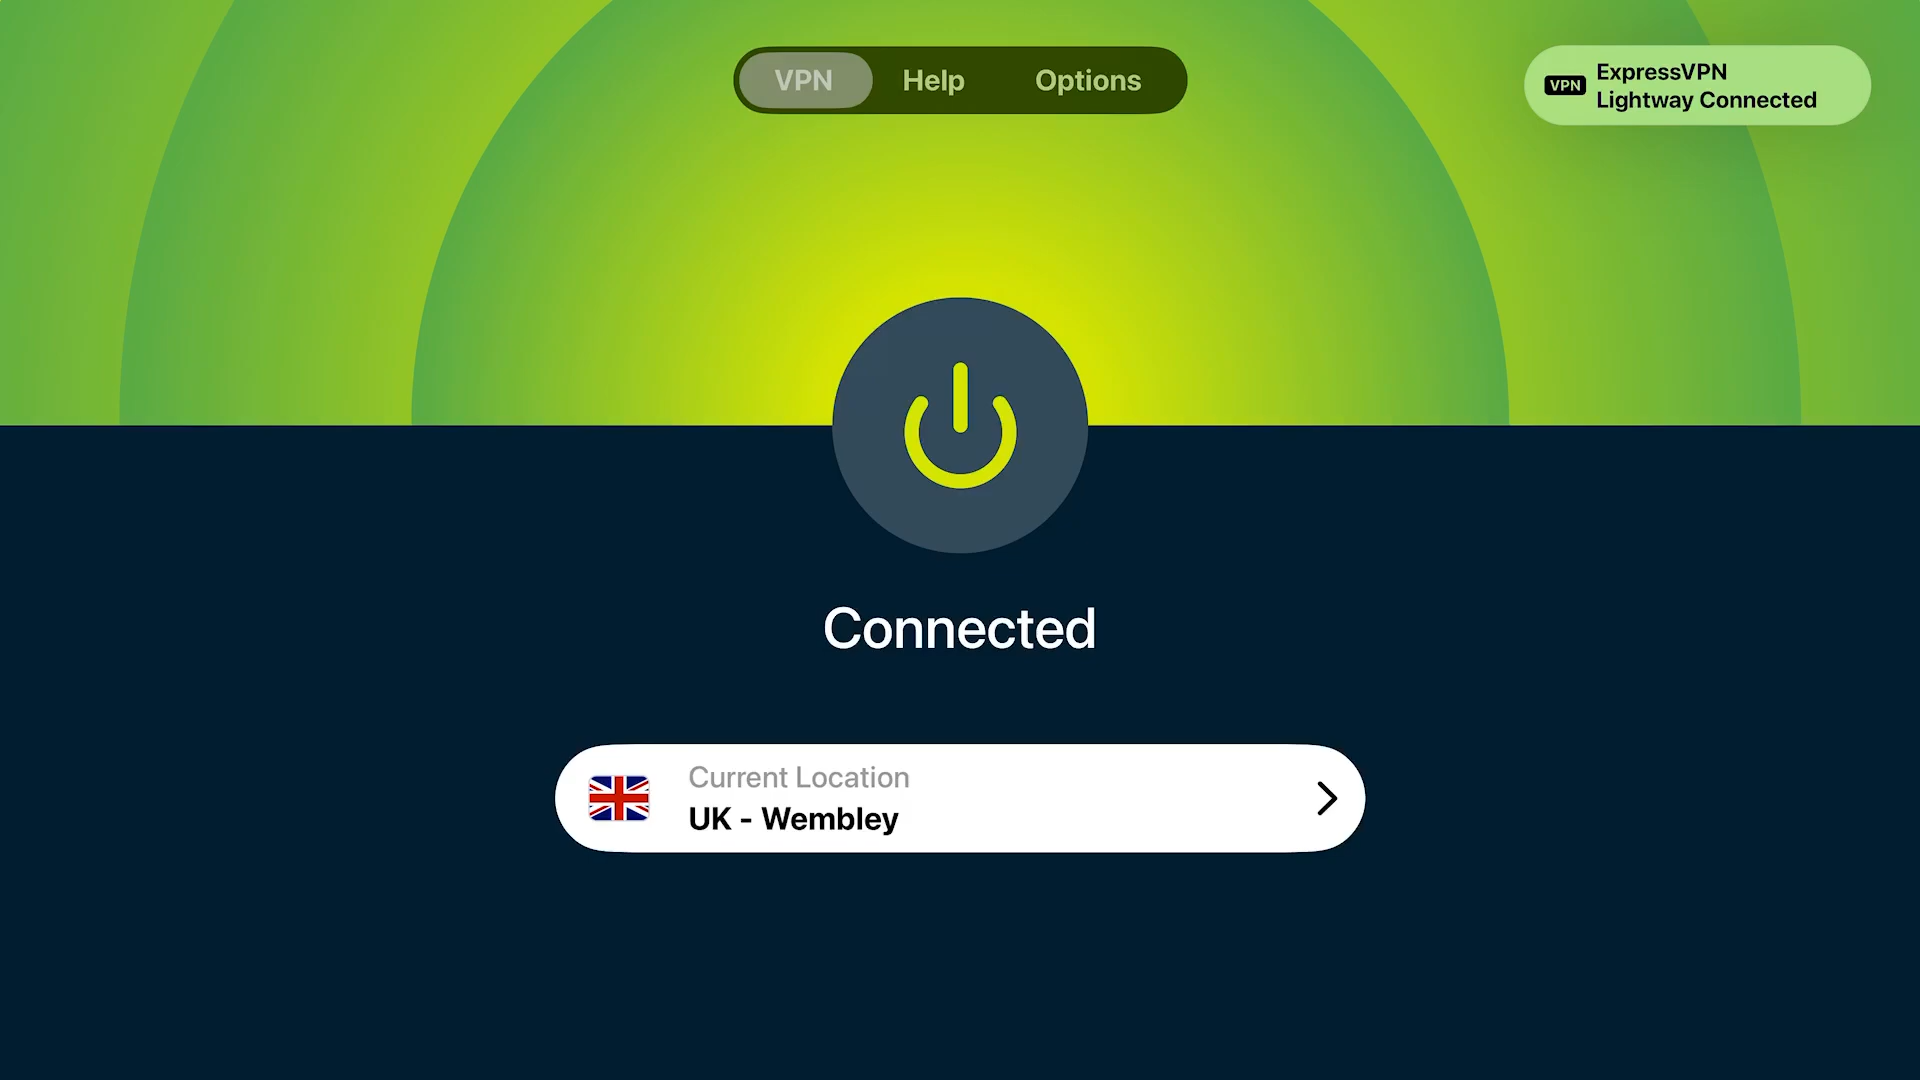 VPN
Help
Options
VPN
ExpressVPN
Lightway Connected
Connected
Current Location
UK - Wembley